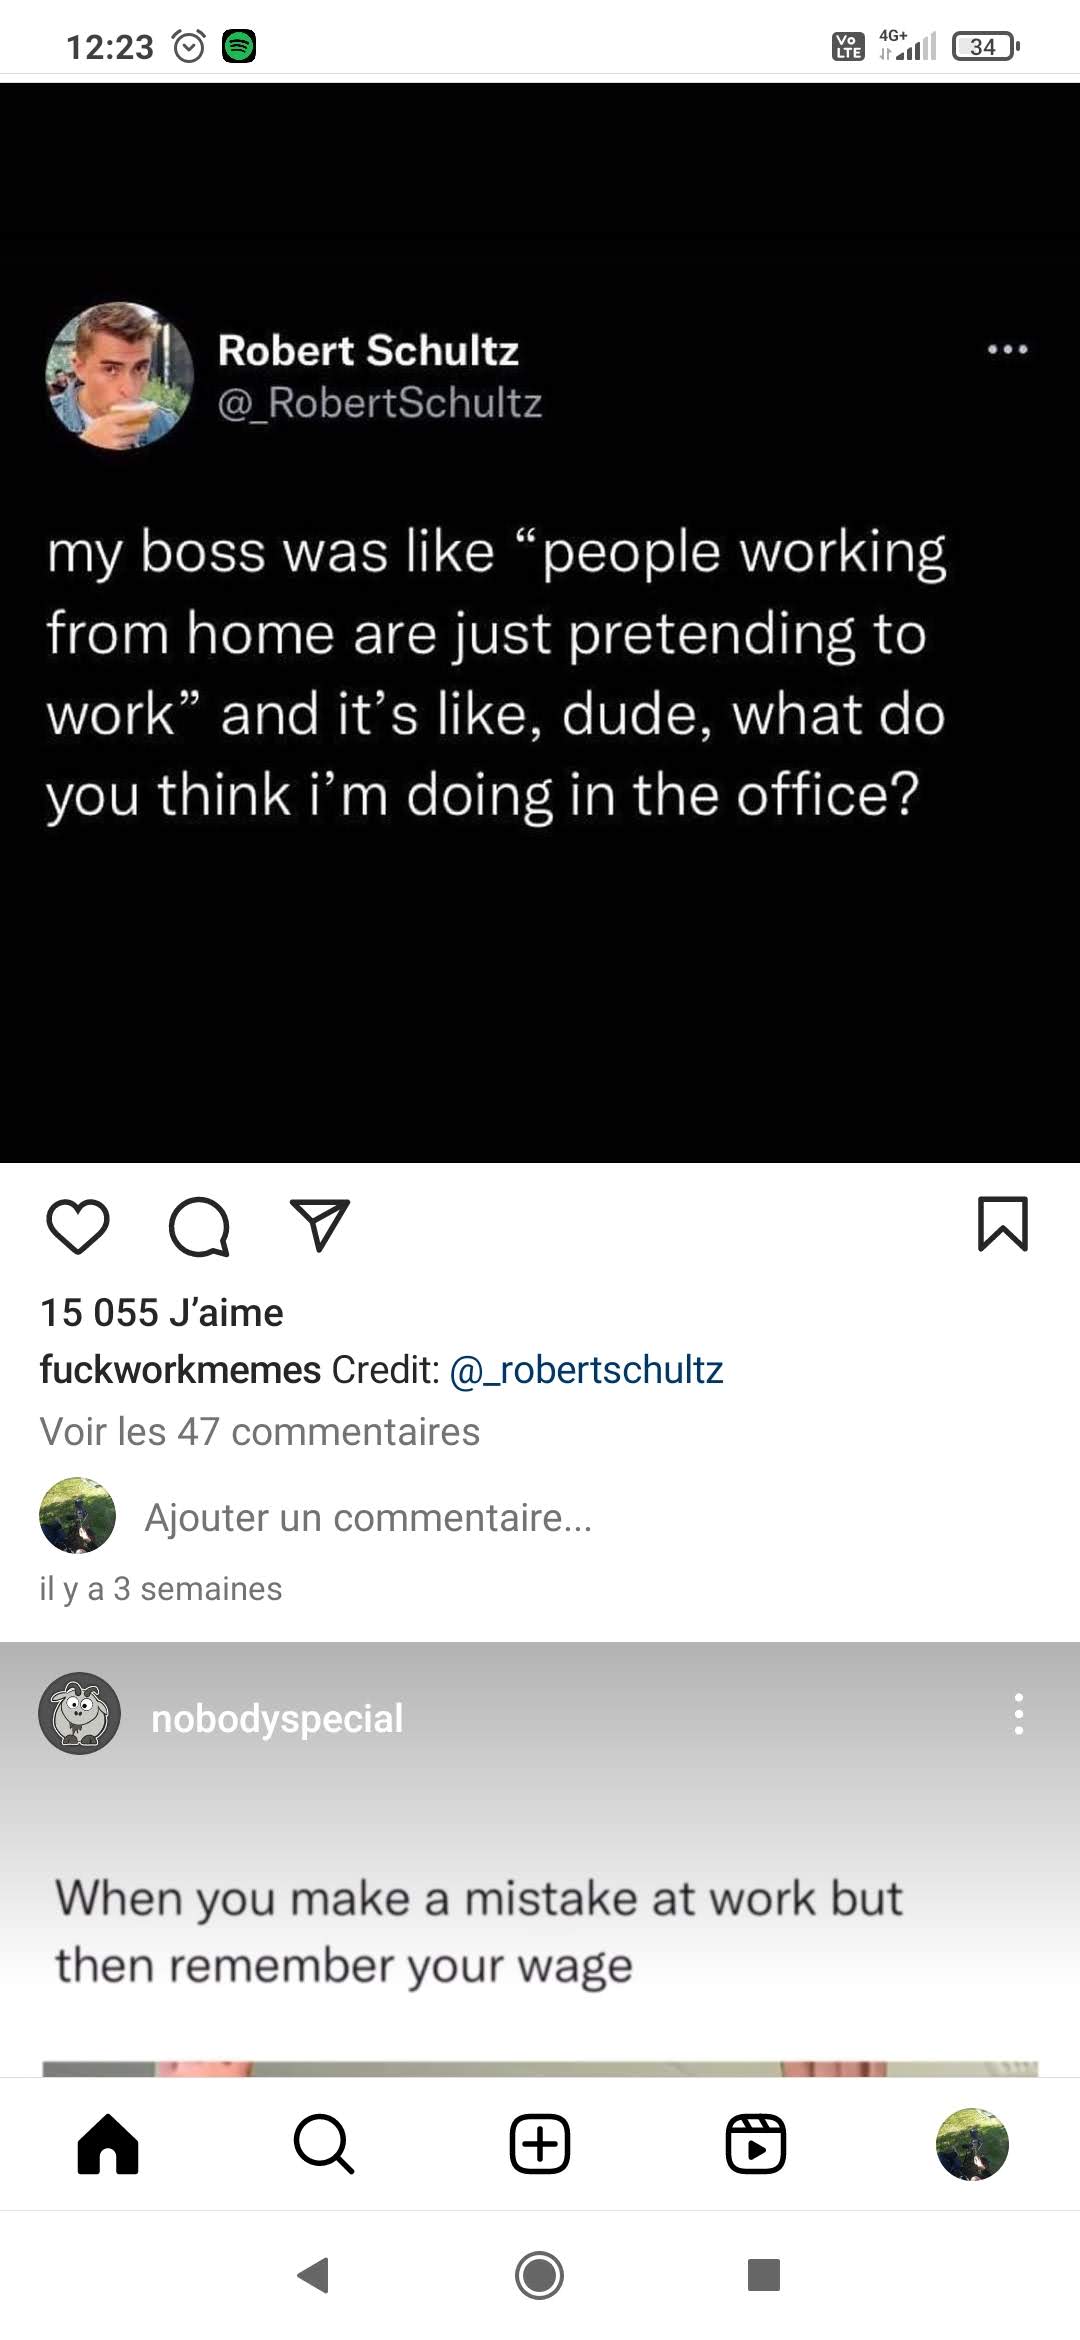 12:23
Vo LTE 4G+ 34
Robert Schultz
@_RobertSchultz
my boss was like “people working
from home are just pretending to
work” and it’s like, dude, what do
you think i’m doing in the office?
15 055 J’aime
fuckworkmemes Credit: @_robertschultz
Voir les 47 commentaires
Ajouter un commentaire...
il y a 3 semaines
nobodyspecial
When you make a mistake at work but
then remember your wage